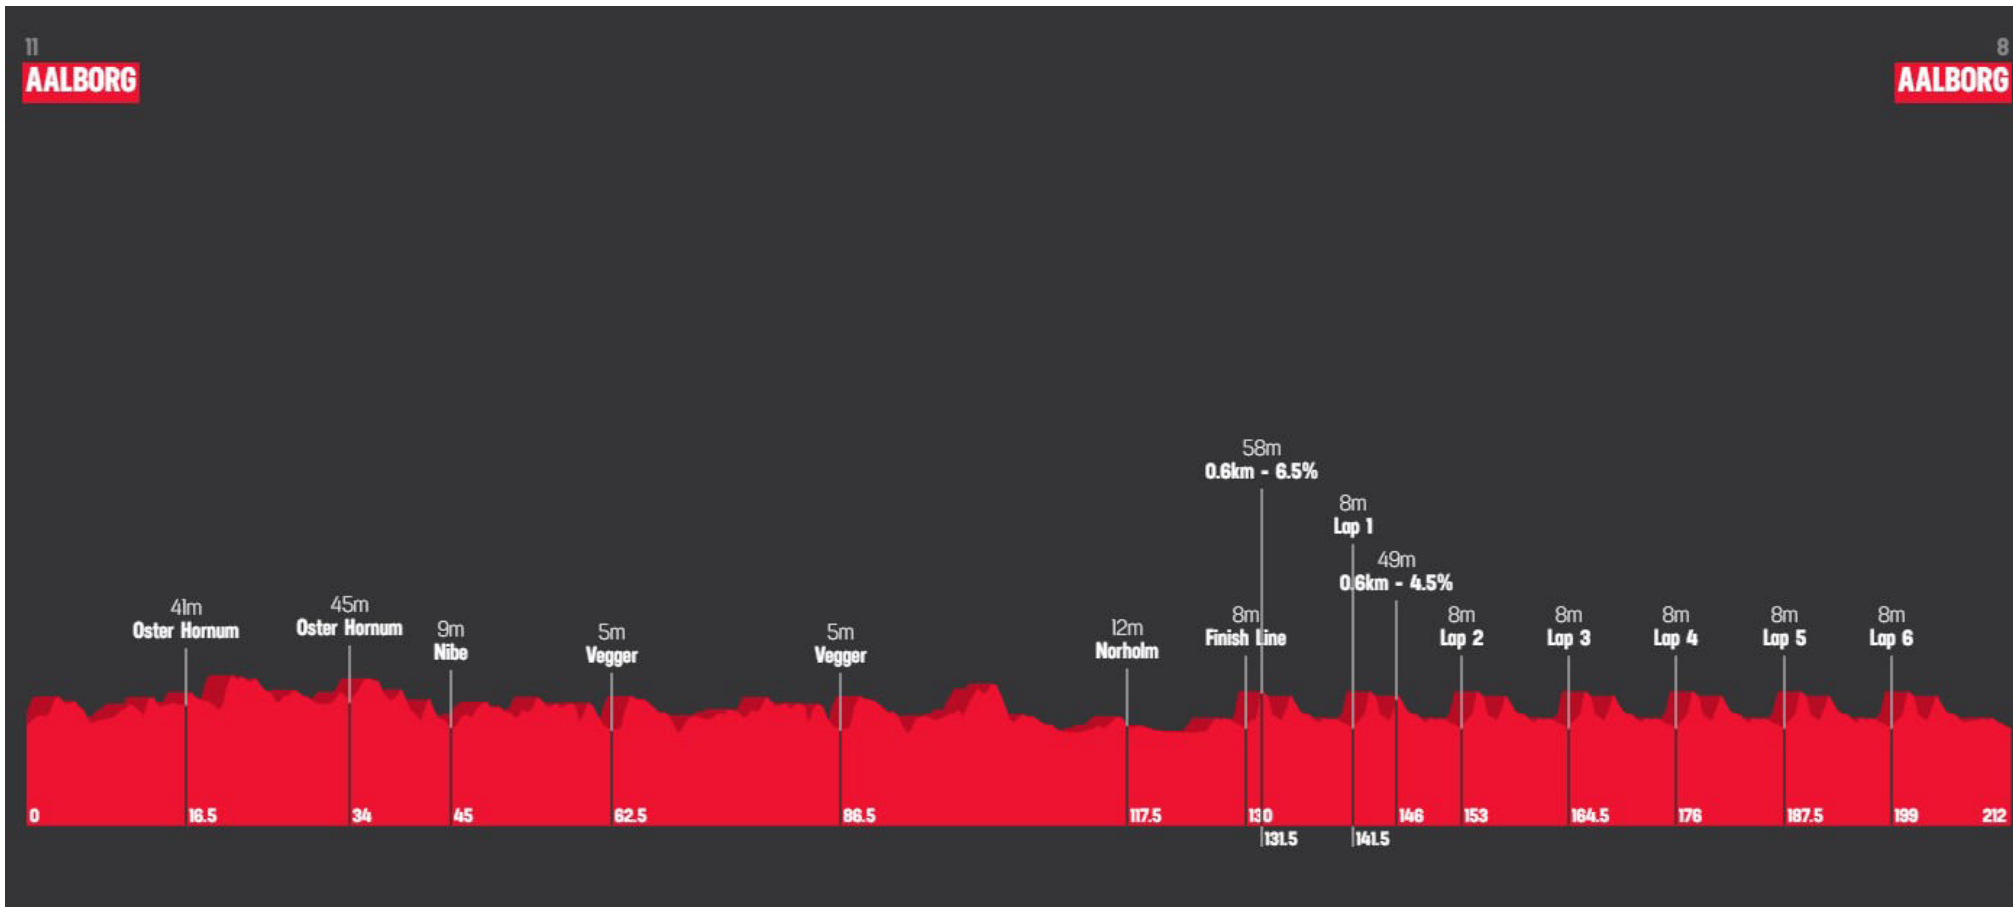 11
AALBORG
8
AALBORG
58m
0.6km - 6.5%
8m
Lap 1
49m
0.6km - 4.5%
41m
Oster Hornum
45m
Oster Hornum
9m
Nibe
5m
Vegger
5m
Vegger
12m
Norholm
8m
Finish Line
8m
Lap 2
8m
Lap 3
8m
Lap 4
8m
Lap 5
8m
Lap 6
0
16.5
34
45
62.5
86.5
117.5
130
146
153
164.5
176
187.5
199
212
131.5
141.5